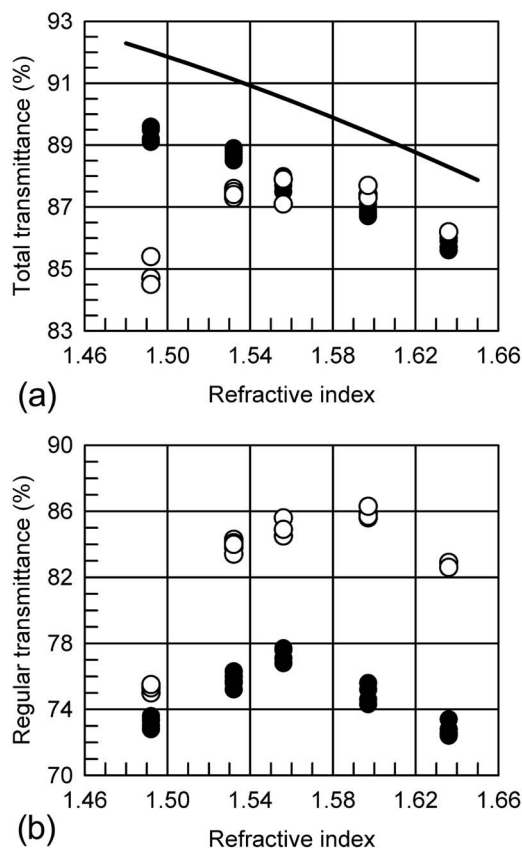 Total transmittance (%)
93
91
89
87
85
83
1.46 1.50 1.54 1.58 1.62 1.66
Refractive index
(a)
Regular transmittance (%)
90
86
82
78
74
70
1.46 1.50 1.54 1.58 1.62 1.66
Refractive index
(b)